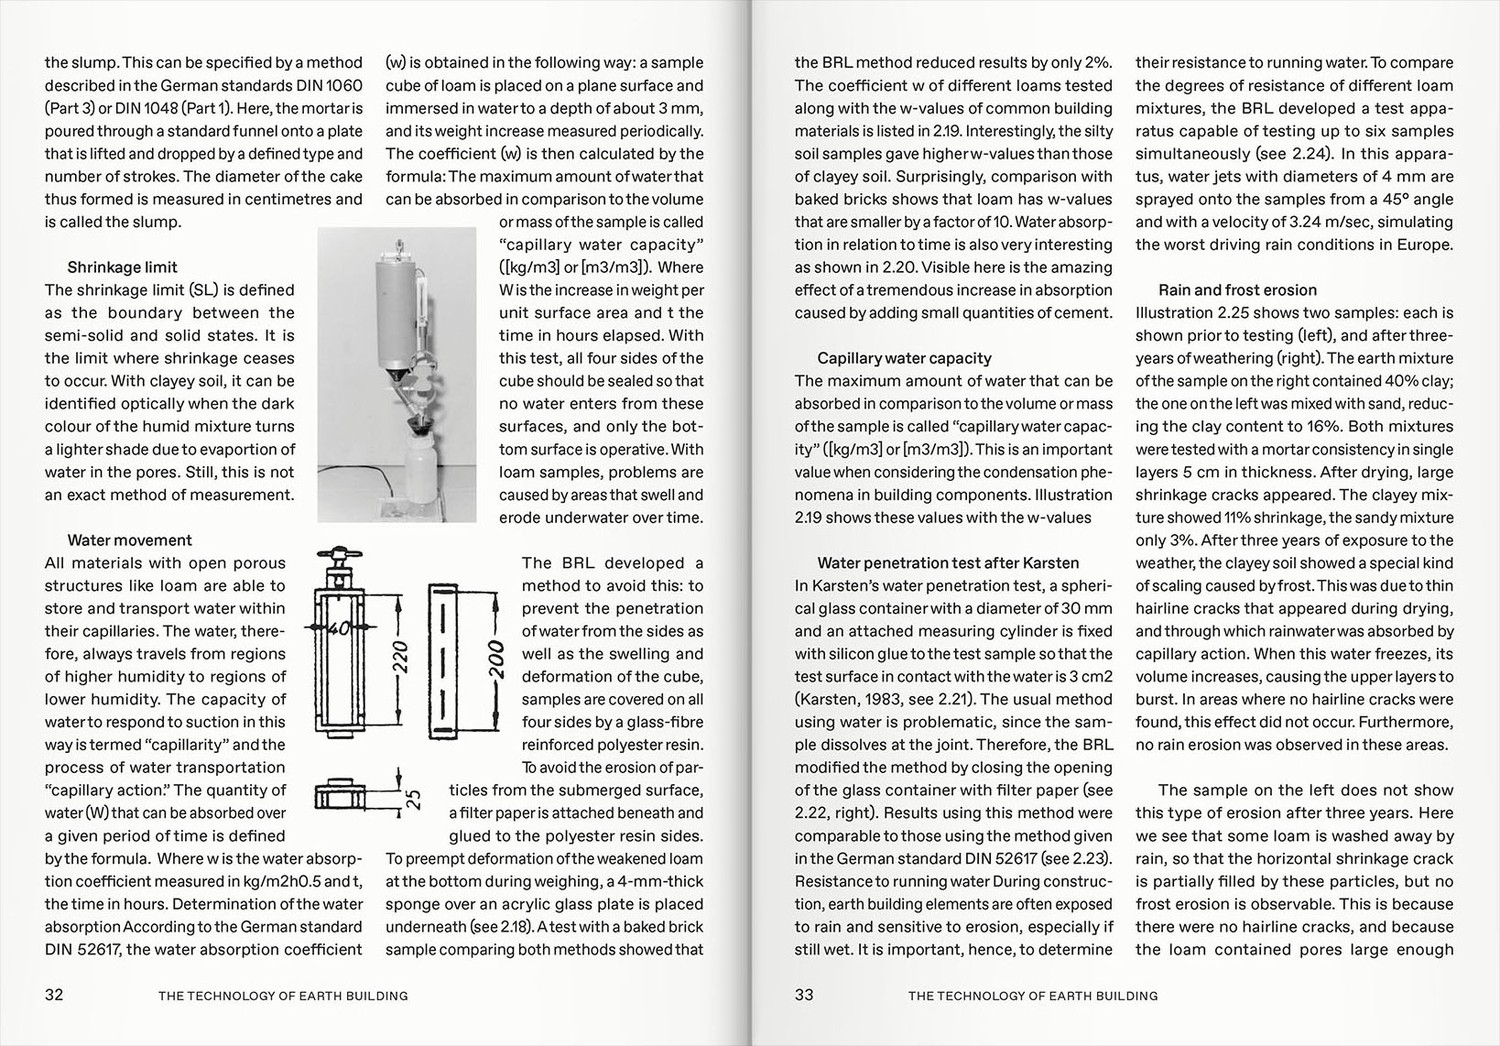 the slump. This can be specified by a method
described in the German standards DIN 1060
(Part 3) or DIN 1048 (Part 1). Here, the mortar is
poured through a standard funnel onto a plate
that is lifted and dropped by a defined type and
number of strokes. The diameter of the cake
thus formed is measured in centimetres and
is called the slump.
Shrinkage limit
The shrinkage limit (SL) is defined
as the boundary between the
semi-solid and solid states. It is
the limit where shrinkage ceases
to occur. With clayey soil, it can be
identified optically when the dark
colour of the humid mixture turns
a lighter shade due to evaportion of
water in the pores. Still, this is not
an exact method of measurement.
Water movement
All materials with open porous
structures like loam are able to
store and transport water within
their capillaries. The water, there-
fore, always travels from regions
of higher humidity to regions of
lower humidity. The capacity of
water to respond to suction in this
way is termed “capillarity” and the
process of water transportation
“capillary action.” The quantity of
water (W) that can be absorbed over
a given period of time is defined
by the formula. Where w is the water absorp-
tion coefficient measured in kg/m2h0.5 and t,
the time in hours. Determination of the water
absorption According to the German standard
DIN 52617, the water absorption coefficient
(w) is obtained in the following way: a sample
cube of loam is placed on a plane surface and
immersed in water to a depth of about 3 mm,
and its weight increase measured periodically.
The coefficient (w) is then calculated by the
formula: The maximum amount of water that
can be absorbed in comparison to the volume
or mass of the sample is called
“capillary water capacity”
([kg/m3] or [m3/m3]). Where
W is the increase in weight per
unit surface area and t the
time in hours elapsed. With
this test, all four sides of the
cube should be sealed so that
no water enters from these
surfaces, and only the bot-
tom surface is operative. With
loam samples, problems are
caused by areas that swell and
erode underwater over time.
40
220
200
25
The BRL developed a
method to avoid this: to
prevent the penetration
of water from the sides as
well as the swelling and
deformation of the cube,
samples are covered on all
four sides by a glass-fibre
reinforced polyester resin.
To avoid the erosion of par-
ticles from the submerged surface,
a filter paper is attached beneath and
glued to the polyester resin sides.
To preempt deformation of the weakened loam
at the bottom during weighing, a 4-mm-thick
sponge over an acrylic glass plate is placed
underneath (see 2.18). A test with a baked brick
sample comparing both methods showed that
32
THE TECHNOLOGY OF EARTH BUILDING
the BRL method reduced results by only 2%.
The coefficient w of different loams tested
along with the w-values of common building
materials is listed in 2.19. Interestingly, the silty
soil samples gave higher w-values than those
of clayey soil. Surprisingly, comparison with
baked bricks shows that loam has w-values
that are smaller by a factor of 10. Water absorp-
tion in relation to time is also very interesting
as shown in 2.20. Visible here is the amazing
effect of a tremendous increase in absorption
caused by adding small quantities of cement.
Capillary water capacity
The maximum amount of water that can be
absorbed in comparison to the volume or mass
of the sample is called “capillary water capac-
ity” ([kg/m3] or [m3/m3]). This is an important
value when considering the condensation phe-
nomena in building components. Illustration
2.19 shows these values with the w-values
Water penetration test after Karsten
In Karsten’s water penetration test, a spheri-
cal glass container with a diameter of 30 mm
and an attached measuring cylinder is fixed
with silicon glue to the test sample so that the
test surface in contact with the water is 3 cm2
(Karsten, 1983, see 2.21). The usual method
using water is problematic, since the sam-
ple dissolves at the joint. Therefore, the BRL
modified the method by closing the opening
of the glass container with filter paper (see
2.22, right). Results using this method were
comparable to those using the method given
in the German standard DIN 52617 (see 2.23).
Resistance to running water During construc-
tion, earth building elements are often exposed
to rain and sensitive to erosion, especially if
still wet. It is important, hence, to determine
their resistance to running water. To compare
the degrees of resistance of different loam
mixtures, the BRL developed a test appa-
ratus capable of testing up to six samples
simultaneously (see 2.24). In this appara-
tus, water jets with diameters of 4 mm are
sprayed onto the samples from a 45° angle
and with a velocity of 3.24 m/sec, simulating
the worst driving rain conditions in Europe.
Rain and frost erosion
Illustration 2.25 shows two samples: each is
shown prior to testing (left), and after three-
years of weathering (right). The earth mixture
of the sample on the right contained 40% clay;
the one on the left was mixed with sand, reduc-
ing the clay content to 16%. Both mixtures
were tested with a mortar consistency in single
layers 5 cm in thickness. After drying, large
shrinkage cracks appeared. The clayey mix-
ture showed 11% shrinkage, the sandy mixture
only 3%. After three years of exposure to the
weather, the clayey soil showed a special kind
of scaling caused by frost. This was due to thin
hairline cracks that appeared during drying,
and through which rainwater was absorbed by
capillary action. When this water freezes, its
volume increases, causing the upper layers to
burst. In areas where no hairline cracks were
found, this effect did not occur. Furthermore,
no rain erosion was observed in these areas.
The sample on the left does not show
this type of erosion after three years. Here
we see that some loam is washed away by
rain, so that the horizontal shrinkage crack
is partially filled by these particles, but no
frost erosion is observable. This is because
there were no hairline cracks, and because
the loam contained pores large enough
33
THE TECHNOLOGY OF EARTH BUILDING